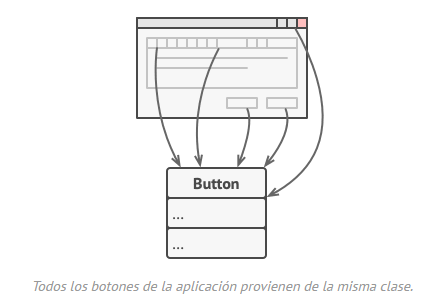 Button
...
...
Todos los botones de la aplicación provienen de la misma clase.